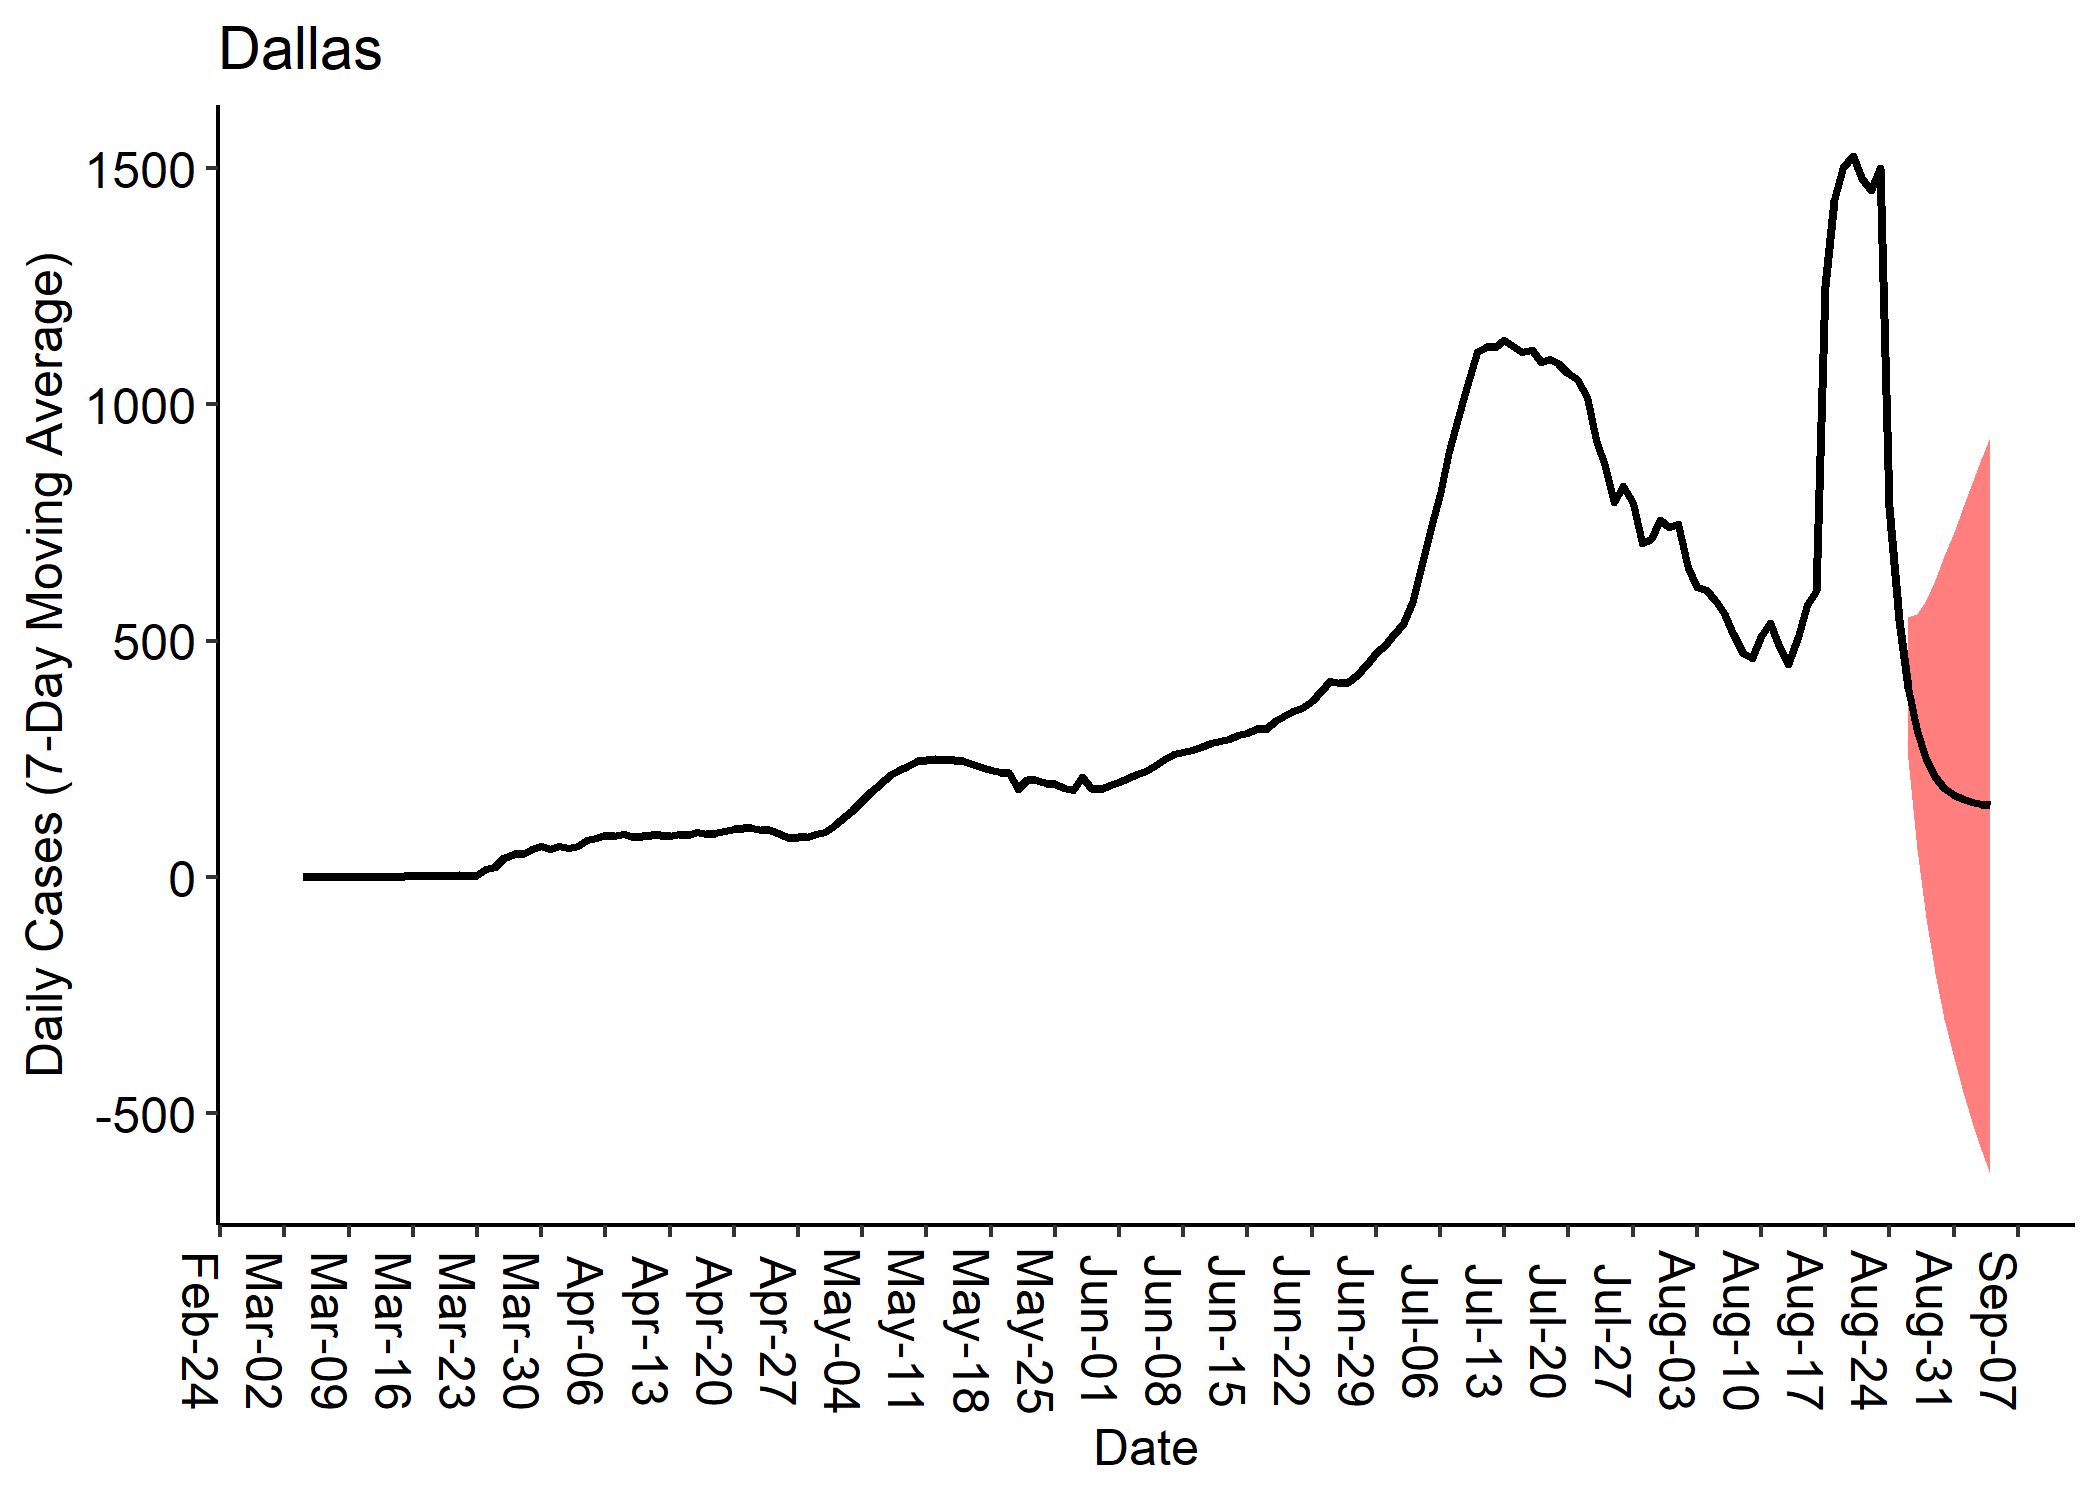 Dallas
Daily Cases (7-Day Moving Average)
1500
1000
500
0
-500
Feb-24
Mar-02
Mar-09
Mar-16
Mar-23
Mar-30
Apr-06
Apr-13
Apr-20
Apr-27
May-04
May-11
May-18
May-25
Jun-01
Jun-08
Jun-15
Jun-22
Jun-29
Jul-06
Jul-13
Jul-20
Jul-27
Aug-03
Aug-10
Aug-17
Aug-24
Aug-31
Sep-07
Date